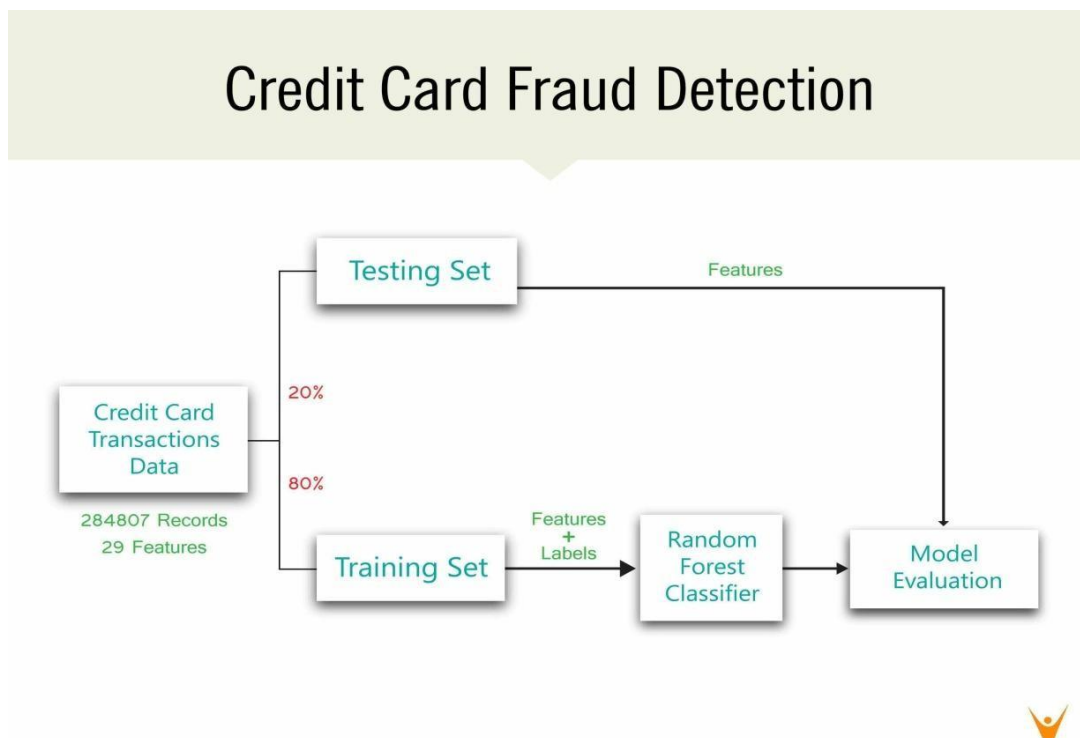 Credit Card Fraud Detection
Testing Set
Features
20%
Credit Card
Transactions
Data
80%
284807 Records
29 Features
Features
+
Labels
Training Set
Random
Forest
Classifier
Model
Evaluation